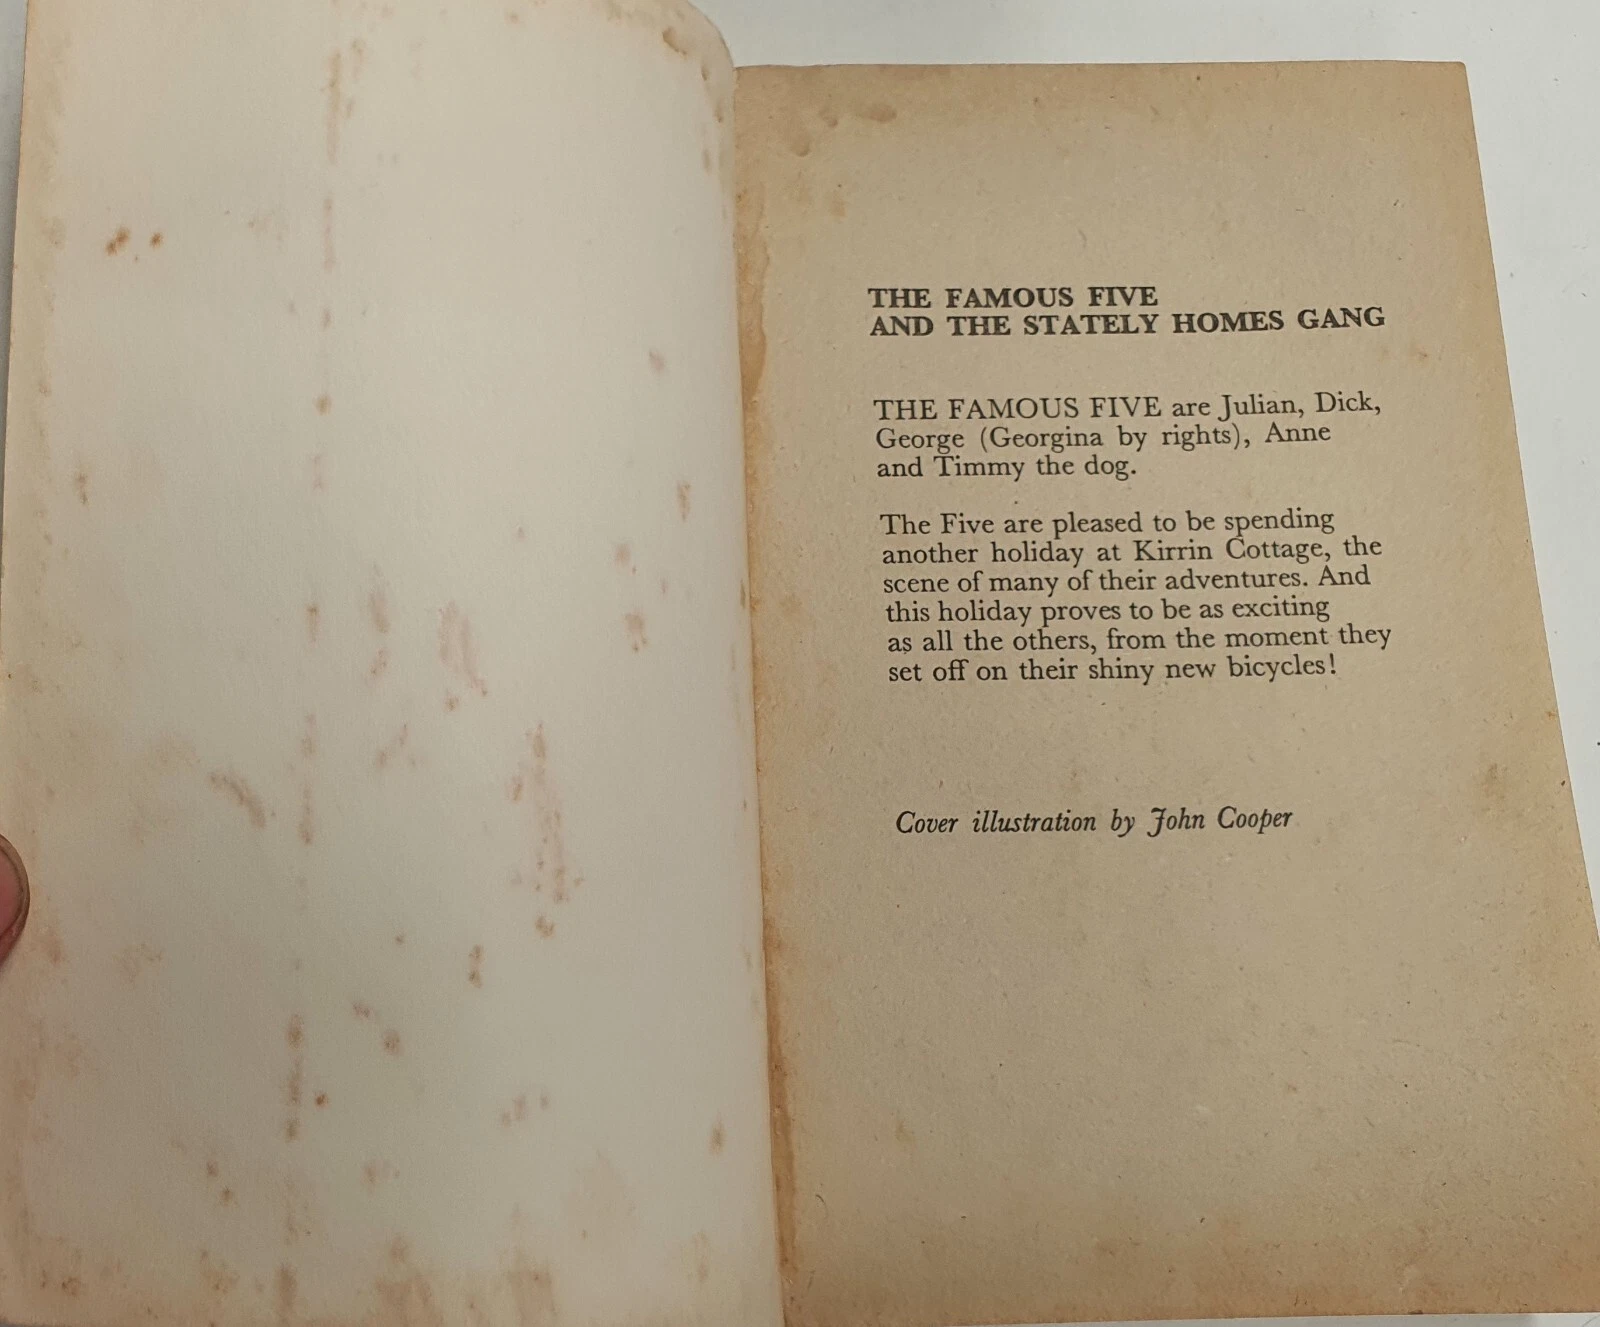 THE FAMOUS FIVE
AND THE STATELY HOMES GANG
THE FAMOUS FIVE are Julian, Dick,
George (Georgina by rights), Anne
and Timmy the dog.
The Five are pleased to be spending
another holiday at Kirrin Cottage, the
scene of many of their adventures. And
this holiday proves to be as exciting
as all the others, from the moment they
set off on their shiny new bicycles!
Cover illustration by John Cooper